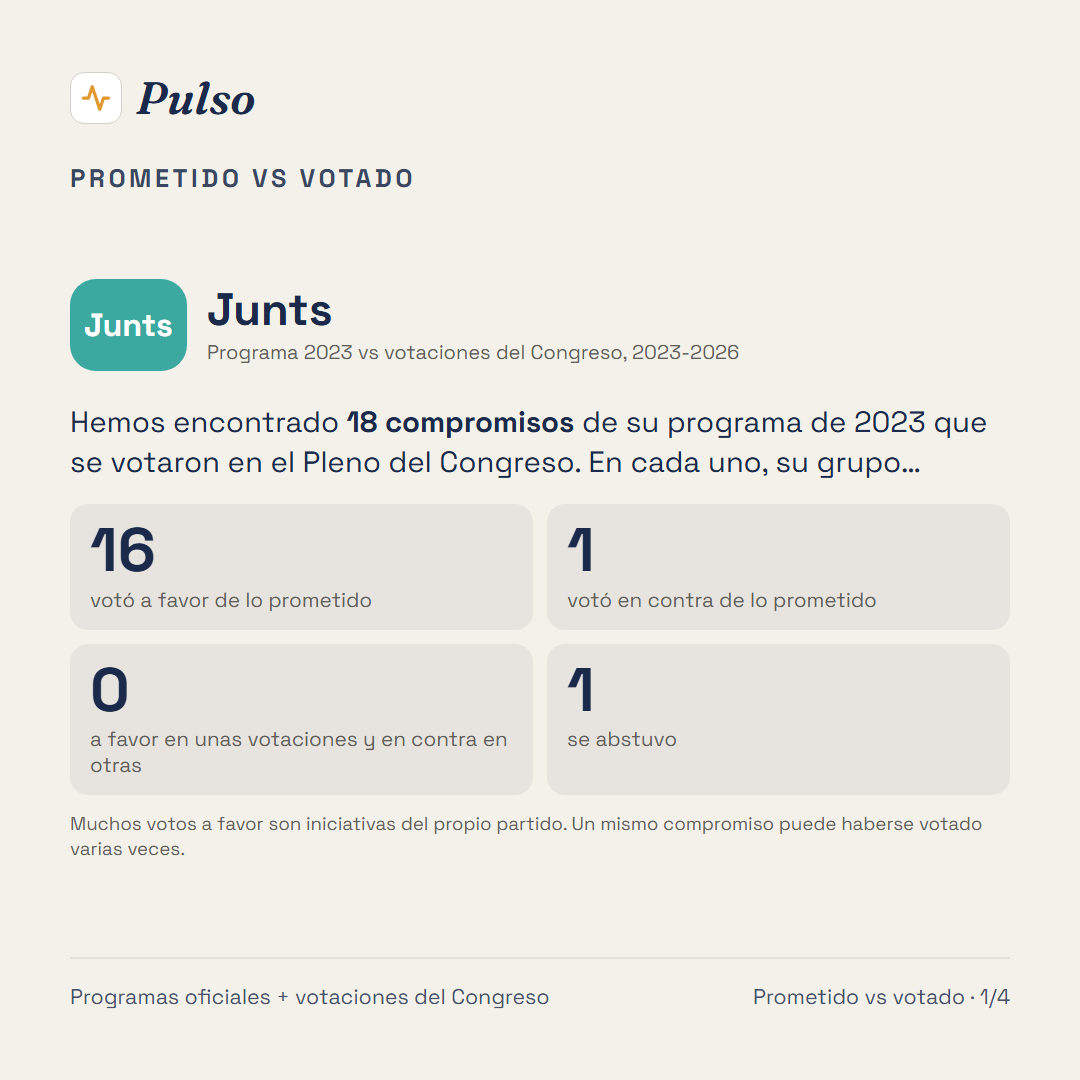 Pulso
PROMETIDO VS VOTADO
Junts
Junts
Programa 2023 vs votaciones del Congreso, 2023-2026
Hemos encontrado 18 compromisos de su programa de 2023 que
se votaron en el Pleno del Congreso. En cada uno, su grupo...
16
votó a favor de lo prometido
1
votó en contra de lo prometido
0
a favor en unas votaciones y en contra en
otras
1
se abstuvo
Muchos votos a favor son iniciativas del propio partido. Un mismo compromiso puede haberse votado
varias veces.
Programas oficiales + votaciones del Congreso
Prometido vs votado · 1/4